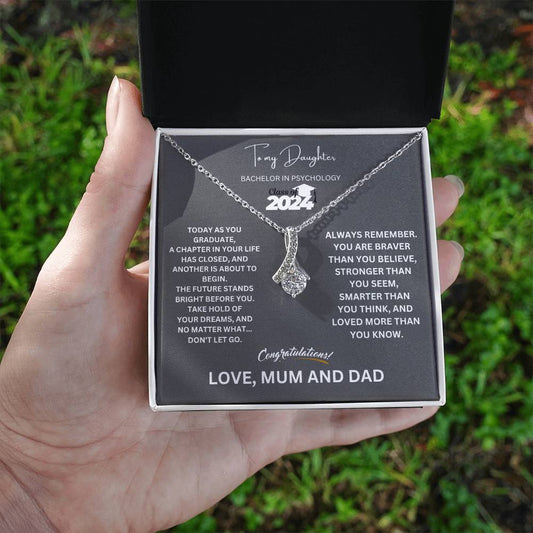 To my Daughter
BACHELOR IN PSYCHOLOGY
Class of
2024
TODAY AS YOU
GRADUATE,
A CHAPTER IN YOUR LIFE
HAS CLOSED, AND
ANOTHER IS ABOUT TO
BEGIN.
THE FUTURE STANDS
BRIGHT BEFORE YOU.
TAKE HOLD OF
YOUR DREAMS, AND
NO MATTER WHAT...
DON'T LET GO.
ALWAYS REMEMBER.
YOU ARE BRAVER
THAN YOU BELIEVE,
STRONGER THAN
YOU SEEM,
SMARTER THAN
YOU THINK, AND
LOVED MORE THAN
YOU KNOW.
Congratulations!
LOVE, MUM AND DAD